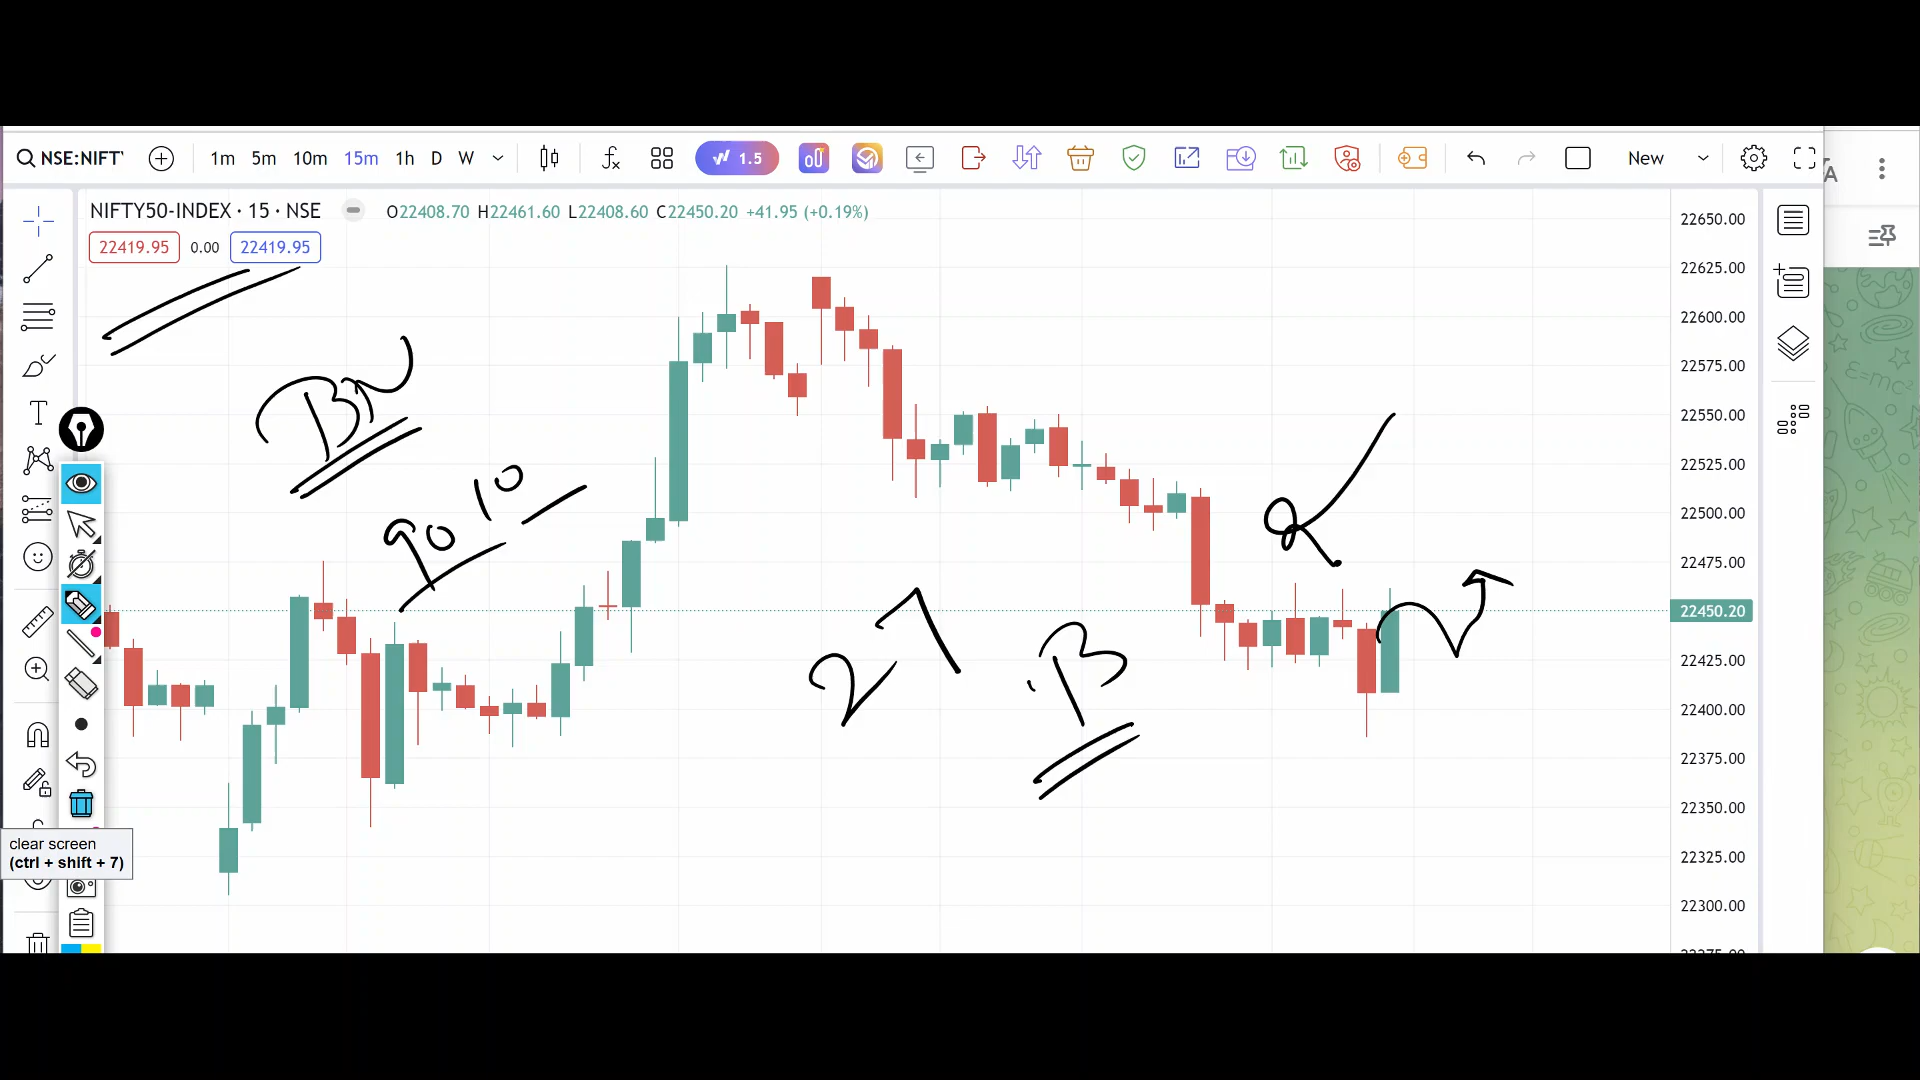 NSE:NIFTY 1m 5m 10m 15m 1h D W 1.5 New
NIFTY50-INDEX · 15 · NSE O22408.70 H22461.60 L22408.60 C22450.20 +41.95 (+0.19%)
22419.95 0.00 22419.95
22650.00
22625.00
22600.00
22575.00
22550.00
22525.00
22500.00
22475.00
22450.20
22425.00
22400.00
22375.00
22350.00
22325.00
22300.00
BN
90 10
27
B
clear screen
(ctrl + shift + 7)